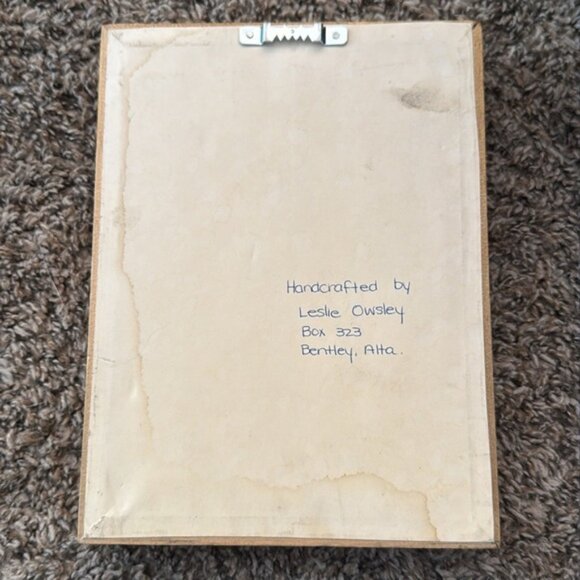 Handcrafted by
Leslie Owsley
Box 323
Bentley, Alta.